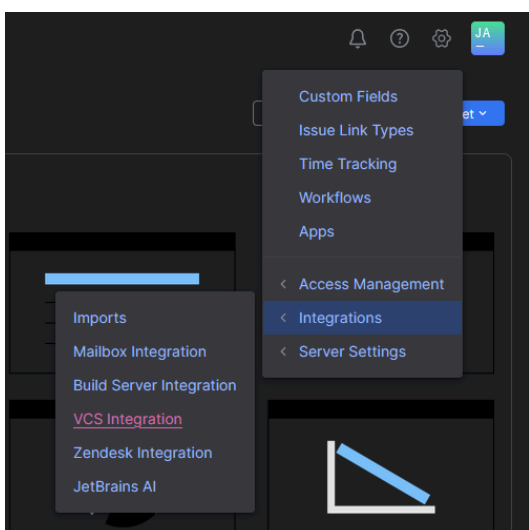 JA
Custom Fields
et
Issue Link Types
Time Tracking
Workflows
Apps
Access Management
Integrations
Server Settings
Imports
Mailbox Integration
Build Server Integration
VCS Integration
Zendesk Integration
JetBrains AI